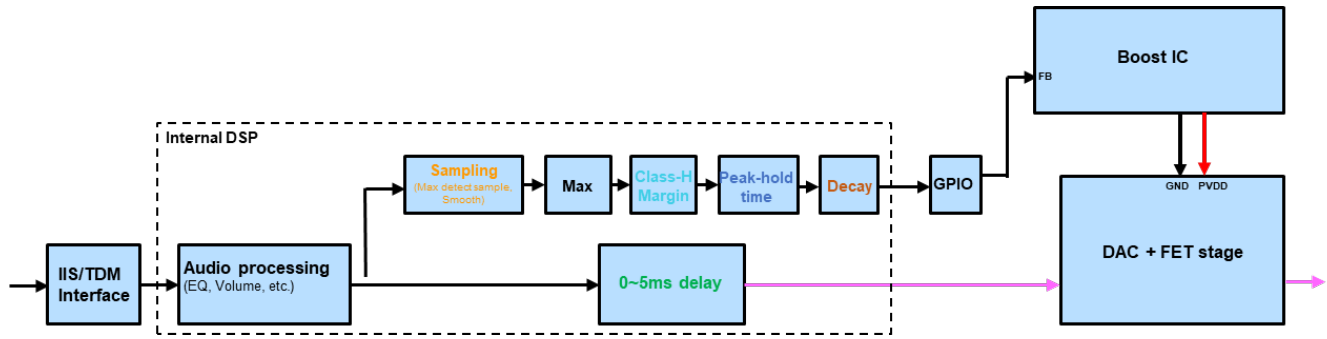 Boost IC
FB
Internal DSP
Sampling
(Max detect sample,
Smooth)
Max
Class-H
Margin
Peak-hold
time
Decay
GPIO
GND PVDD
IIS/TDM
Interface
Audio processing
(EQ, Volume, etc.)
0~5ms delay
DAC + FET stage